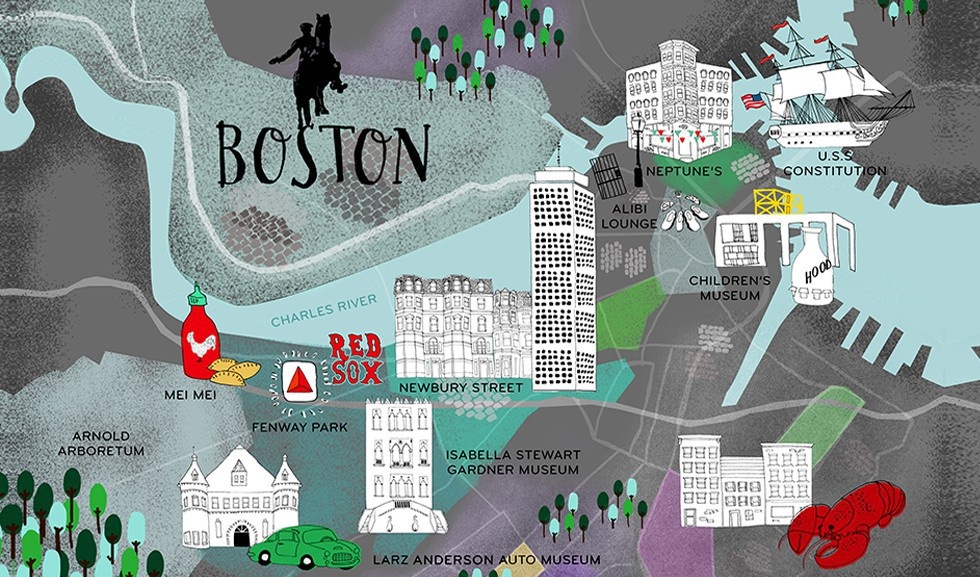 BOSTON
NEPTUNE'S
U.S.S
CONSTITUTION
ALIBI
LOUNGE
CHILDREN'S
MUSEUM
HOOD
CHARLES RIVER
RED
SOX
MEI MEI
NEWBURY STREET
FENWAY PARK
ARNOLD
ARBORETUM
ISABELLA STEWART
GARDNER MUSEUM
LARZ ANDERSON AUTO MUSEUM